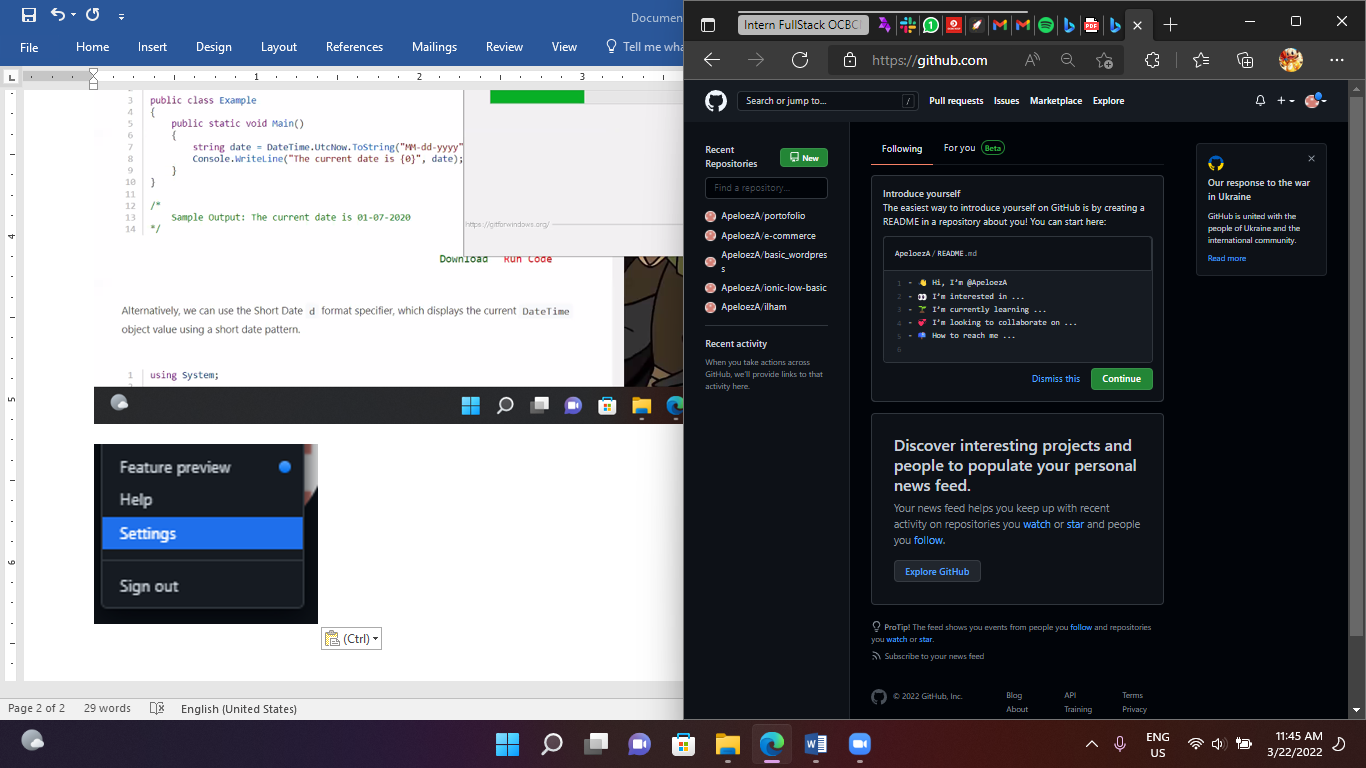 Documen
File
Home
Insert
Design
Layout
References
Mailings
Review
View
Tell me wha
1
2
3
3 public class Example
4 {
5 public static void Main()
6 {
7 string date = DateTime.UtcNow.ToString("MM-dd-yyyy"
8 Console.WriteLine("The current date is {0}", date);
9 }
10 }
11
12 /*
13 Sample Output: The current date is 01-07-2020
14 */
https://gitforwindows.org/
Download Run Code
Alternatively, we can use the Short Date d format specifier, which displays the current DateTime
object value using a short date pattern.
1 using System;
4
5
6
Feature preview
Help
Settings
Sign out
(Ctrl)
Page 2 of 2
29 words
English (United States)
Intern FullStack OCBC
https://github.com
Search or jump to...
/
Pull requests
Issues
Marketplace
Explore
Recent
Repositories
New
Find a repository...
ApeloezA/portofolio
ApeloezA/e-commerce
ApeloezA/basic_wordpres
s
ApeloezA/ionic-low-basic
ApeloezA/ilham
Recent activity
When you take actions across
GitHub, we'll provide links to that
activity here.
Following
For you
Beta
Introduce yourself
The easiest way to introduce yourself on GitHub is by creating a
README in a repository about you! You can start here:
ApeloezA / README.md
1 - 👋 Hi, I'm @ApeloezA
2 - 👀 I'm interested in ...
3 - 🌱 I'm currently learning ...
4 - 💞️ I'm looking to collaborate on ...
5 - 📫 How to reach me ...
6
Dismiss this
Continue
Discover interesting projects and
people to populate your personal
news feed.
Your news feed helps you keep up with recent
activity on repositories you watch or star and people
you follow.
Explore GitHub
ProTip! The feed shows you events from people you follow and repositories
you watch or star.
Subscribe to your news feed
© 2022 GitHub, Inc.
Blog
API
Terms
About
Training
Privacy
Our response to the war
in Ukraine
GitHub is united with the
people of Ukraine and the
international community.
Read more
ENG
US
11:45 AM
3/22/2022